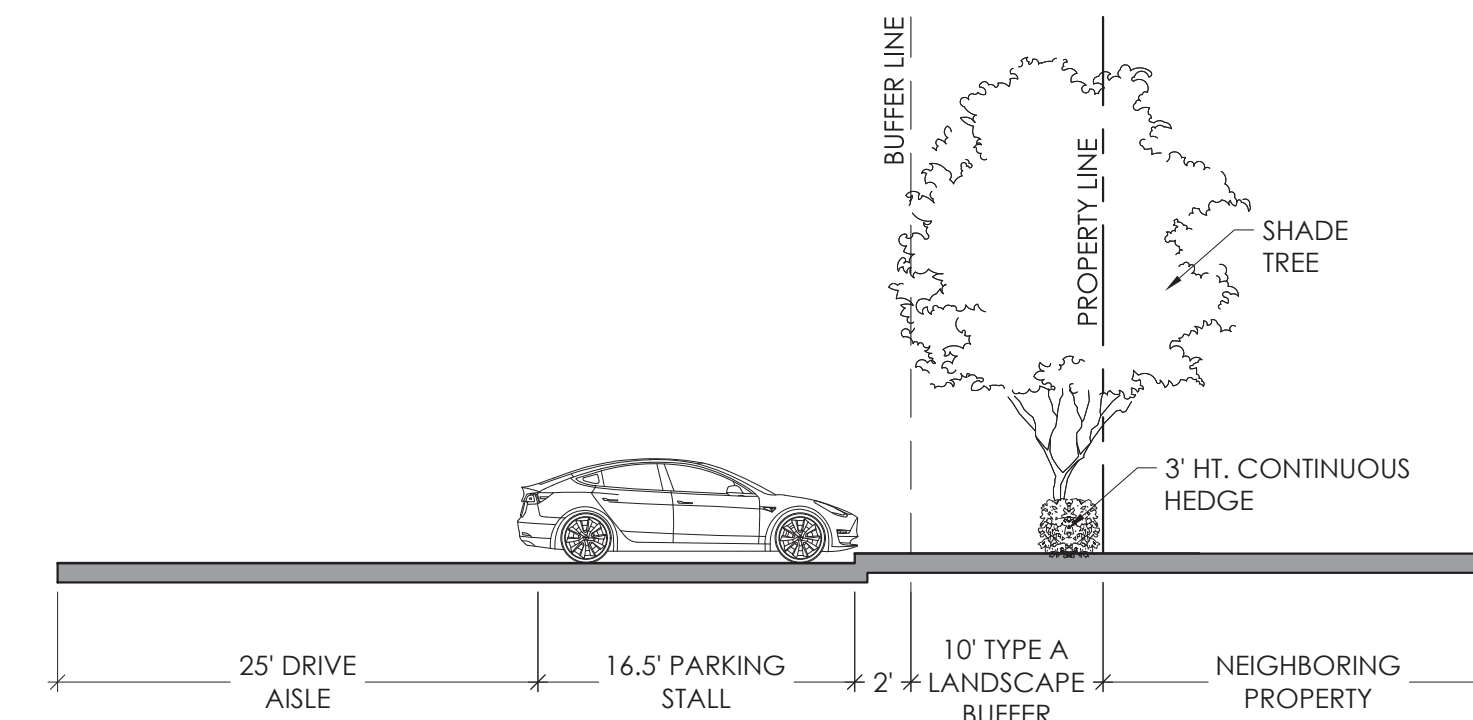 BUFFER LINE
PROPERTY LINE
SHADE
TREE
3' HT. CONTINUOUS
HEDGE
25' DRIVE
AISLE
16.5' PARKING
STALL
2'
10' TYPE A
LANDSCAPE
BUFFER
NEIGHBORING
PROPERTY